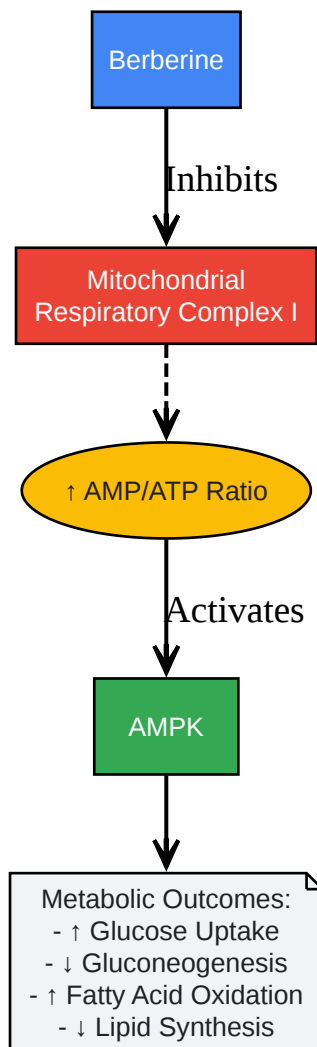 Berberine
Inhibits
Mitochondrial
Respiratory Complex I
↑ AMP/ATP Ratio
Activates
AMPK
Metabolic Outcomes:
- ↑ Glucose Uptake
- ↓ Gluconeogenesis
- ↑ Fatty Acid Oxidation
- ↓ Lipid Synthesis